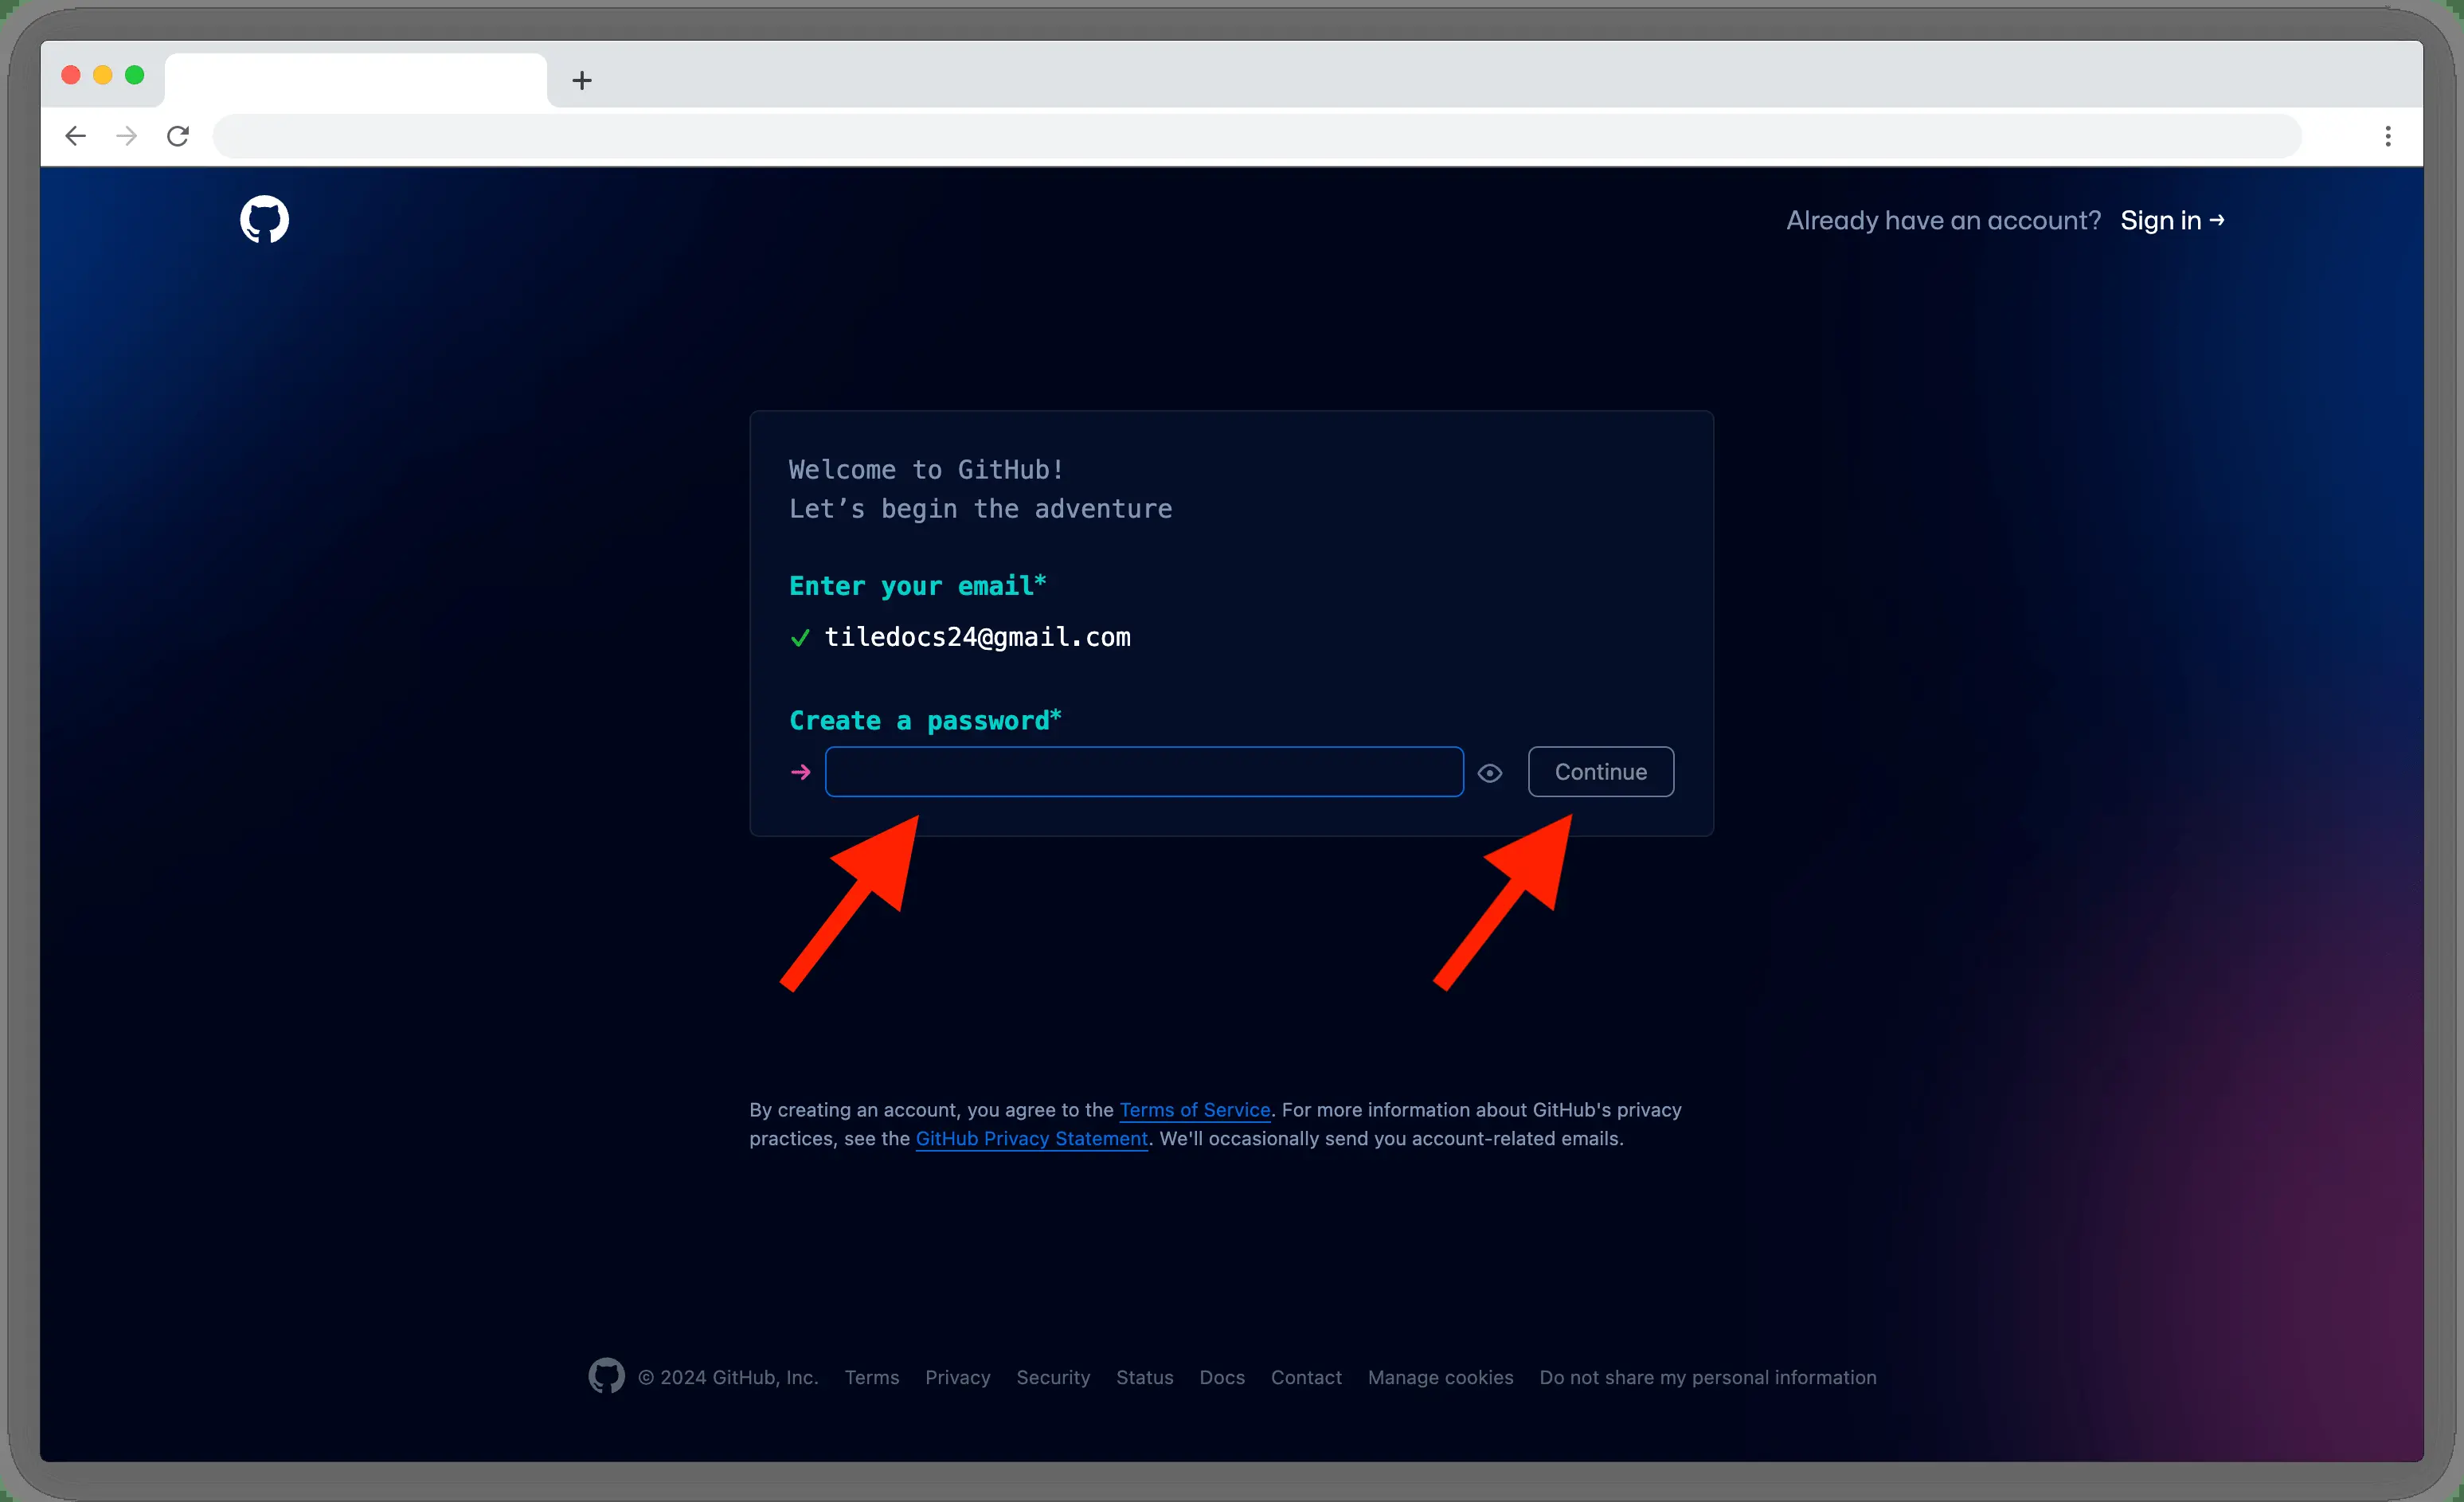 Already have an account? Sign in →
Welcome to GitHub!
Let’s begin the adventure
Enter your email*
✓ tiledocs24@gmail.com
Create a password*
→ Continue
By creating an account, you agree to the Terms of Service. For more information about GitHub's privacy
practices, see the GitHub Privacy Statement. We'll occasionally send you account-related emails.
© 2024 GitHub, Inc. Terms Privacy Security Status Docs Contact Manage cookies Do not share my personal information